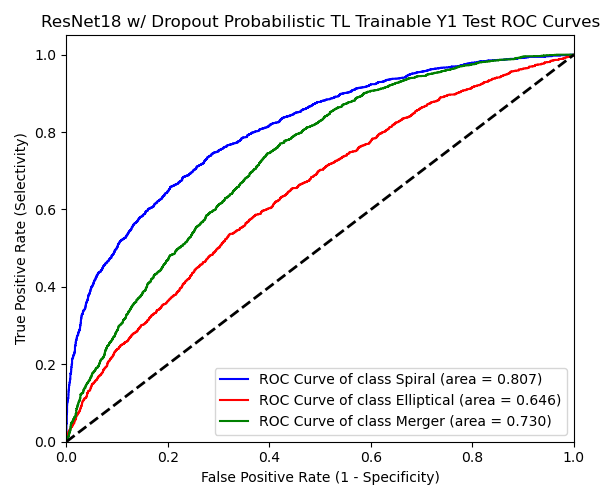 ResNet18 w/ Dropout Probabilistic TL Trainable Y1 Test ROC Curves
True Positive Rate (Selectivity)
1.0
0.8
0.6
0.4
0.2
0.0
ROC Curve of class Spiral (area = 0.807)
ROC Curve of class Elliptical (area = 0.646)
ROC Curve of class Merger (area = 0.730)
0.0 0.2 0.4 0.6 0.8 1.0
False Positive Rate (1 - Specificity)